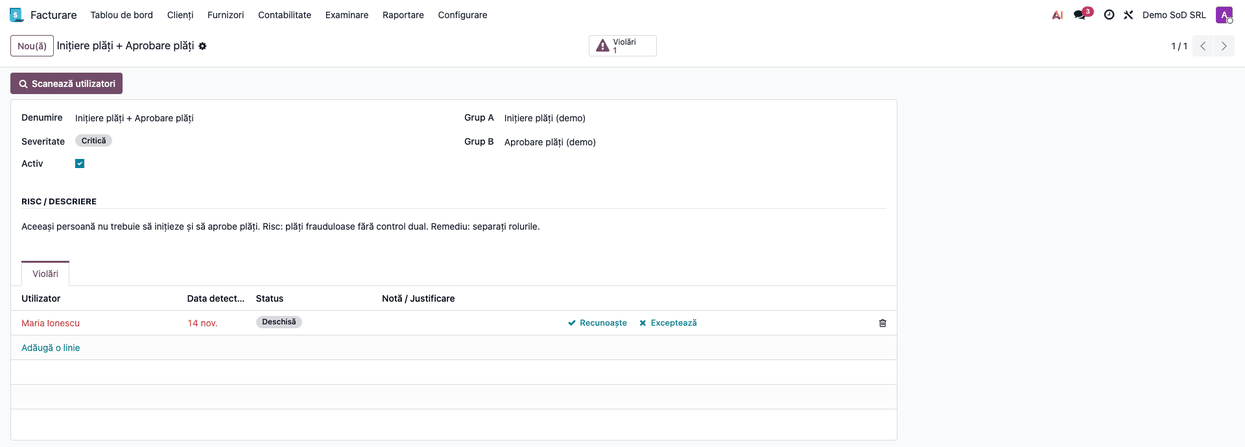 Facturare Tablou de bord Clienți Furnizori Contabilitate Examinare Raportare Configurare AI 3 Demo SoD SRL A
Nou(ă) Inițiere plăți + Aprobare plăți Violări 1 1 / 1
Scanează utilizatori
Denumire Inițiere plăți + Aprobare plăți Grup A Inițiere plăți (demo)
Severitate Critică Grup B Aprobare plăți (demo)
Activ
RISC / DESCRIERE
Aceeași persoană nu trebuie să inițieze și să aprobe plăți. Risc: plăți frauduloase fără control dual. Remediu: separați rolurile.
Violări
Utilizator Data detect... Status Notă / Justificare
Maria Ionescu 14 nov. Deschisă Recunoaște Exceptează
Adăugă o linie